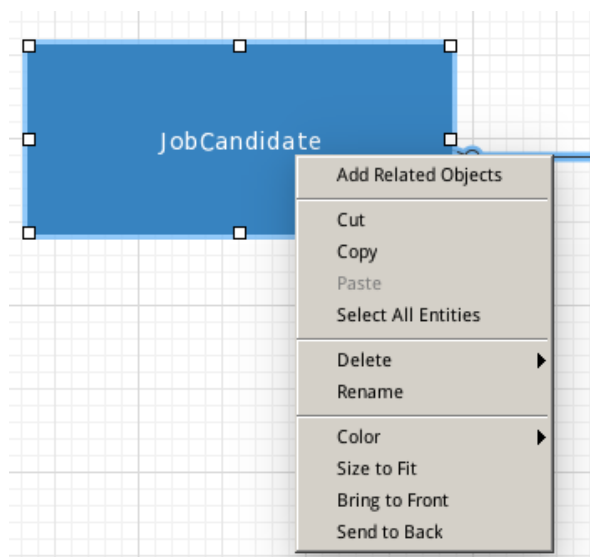 JobCandidate
Add Related Objects
Cut
Copy
Paste
Select All Entities
Delete
Rename
Color
Size to Fit
Bring to Front
Send to Back